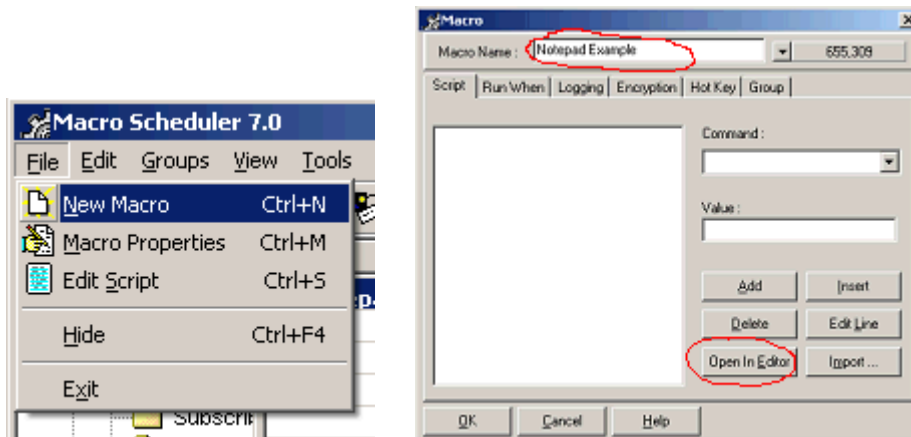 Macro Scheduler 7.0
File Edit Groups View Tools
New Macro Ctrl+N
Macro Properties Ctrl+M
Edit Script Ctrl+S
Hide Ctrl+F4
Exit
Macro
Macro Name : Notepad Example 655,309
Script Run When Logging Encryption Hot Key Group
Command :
Value :
Add Insert
Delete Edit Line
Open In Editor Import ...
OK Cancel Help